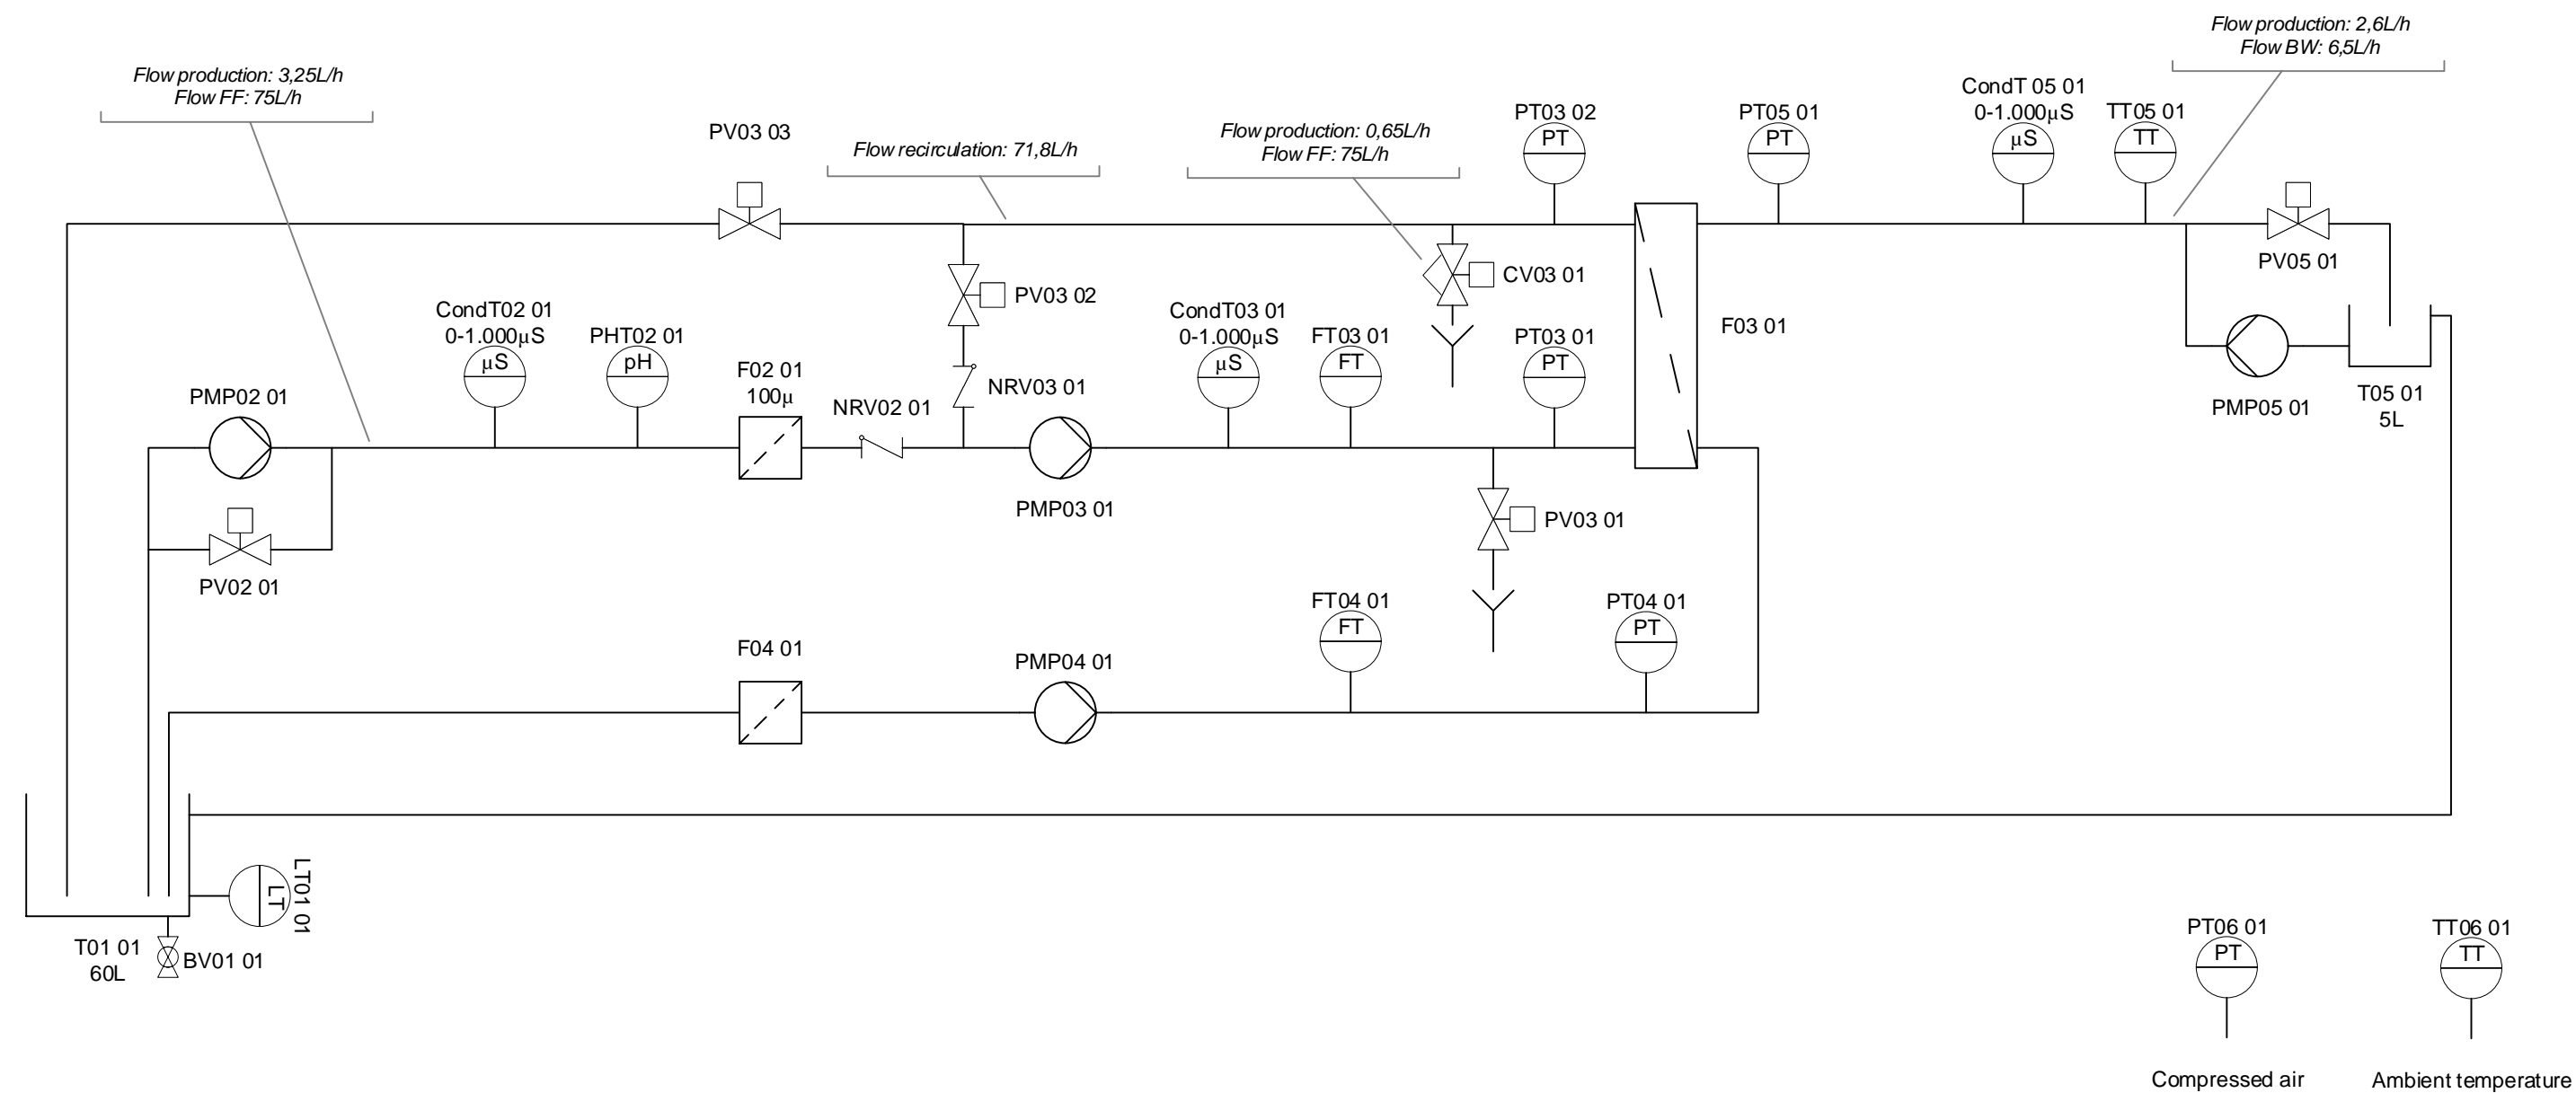 Flow production: 2,6L/h
Flow BW: 6,5L/h
Flow production: 3,25L/h
Flow FF: 75L/h
PV03 03
Flow recirculation: 71,8L/h
Flow production: 0,65L/h
Flow FF: 75L/h
PT03 02
PT
PT05 01
PT
CondT 05 01
0-1.000µS
µS
TT05 01
TT
PV05 01
CV03 01
PV03 02
CondT02 01
0-1.000µS
µS
PHT02 01
pH
F02 01
100µ
NRV02 01
NRV03 01
CondT03 01
0-1.000µS
µS
FT03 01
FT
PT03 01
PT
F03 01
PMP02 01
PMP05 01
T05 01
5L
PMP03 01
PV03 01
PV02 01
F04 01
PMP04 01
FT04 01
FT
PT04 01
PT
LT01 01
LT
T01 01
60L
BV01 01
PT06 01
PT
TT06 01
TT
Compressed air
Ambient temperature